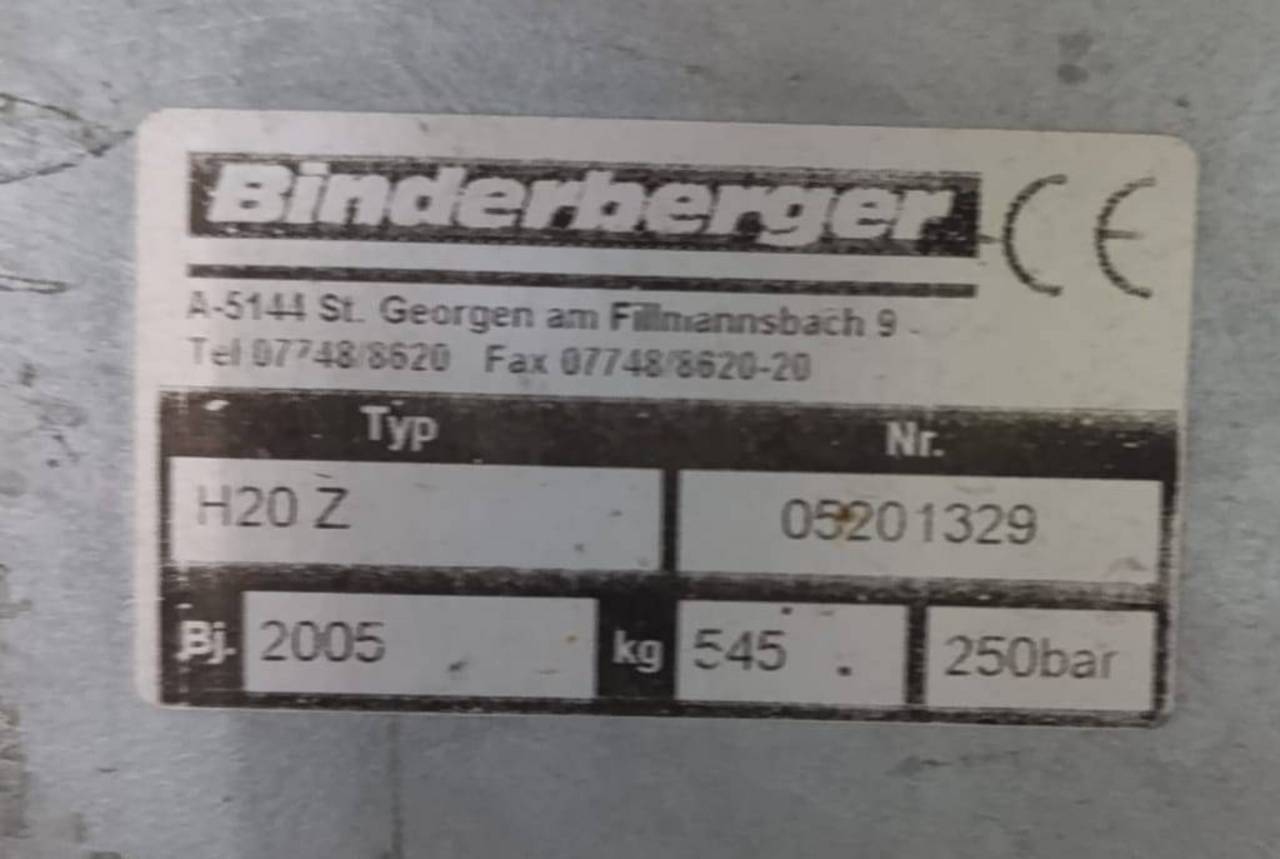 Binderberger CE
A-5144 St. Georgen am Fillmannsbach 9
Tel 07748/8620 Fax 07748/8620-20
Typ Nr.
H20 Z 05201329
Bj. 2005 kg 545 250bar